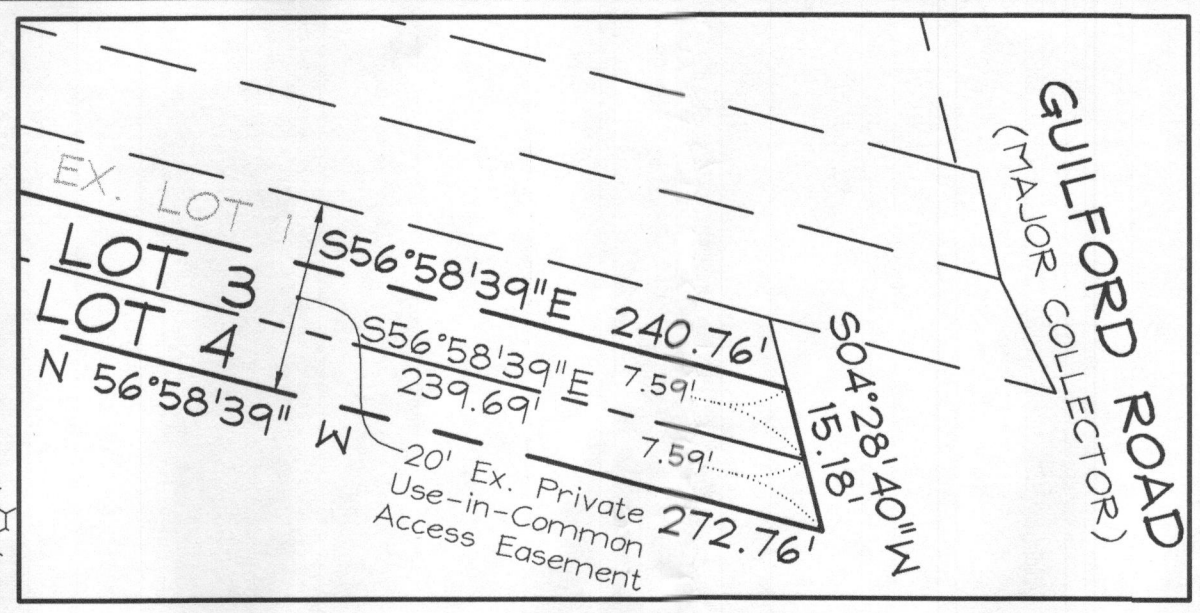 GUILFORD ROAD
(MAJOR COLLECTOR)
EX. LOT 1
LOT 3
LOT 4
N 56°58'39" W
S56°58'39"E 240.76'
S56°58'39"E
239.69'
7.59'
7.59'
S04°28'40"W
15.18'
272.76'
20' Ex. Private
Use-in-Common
Access Easement